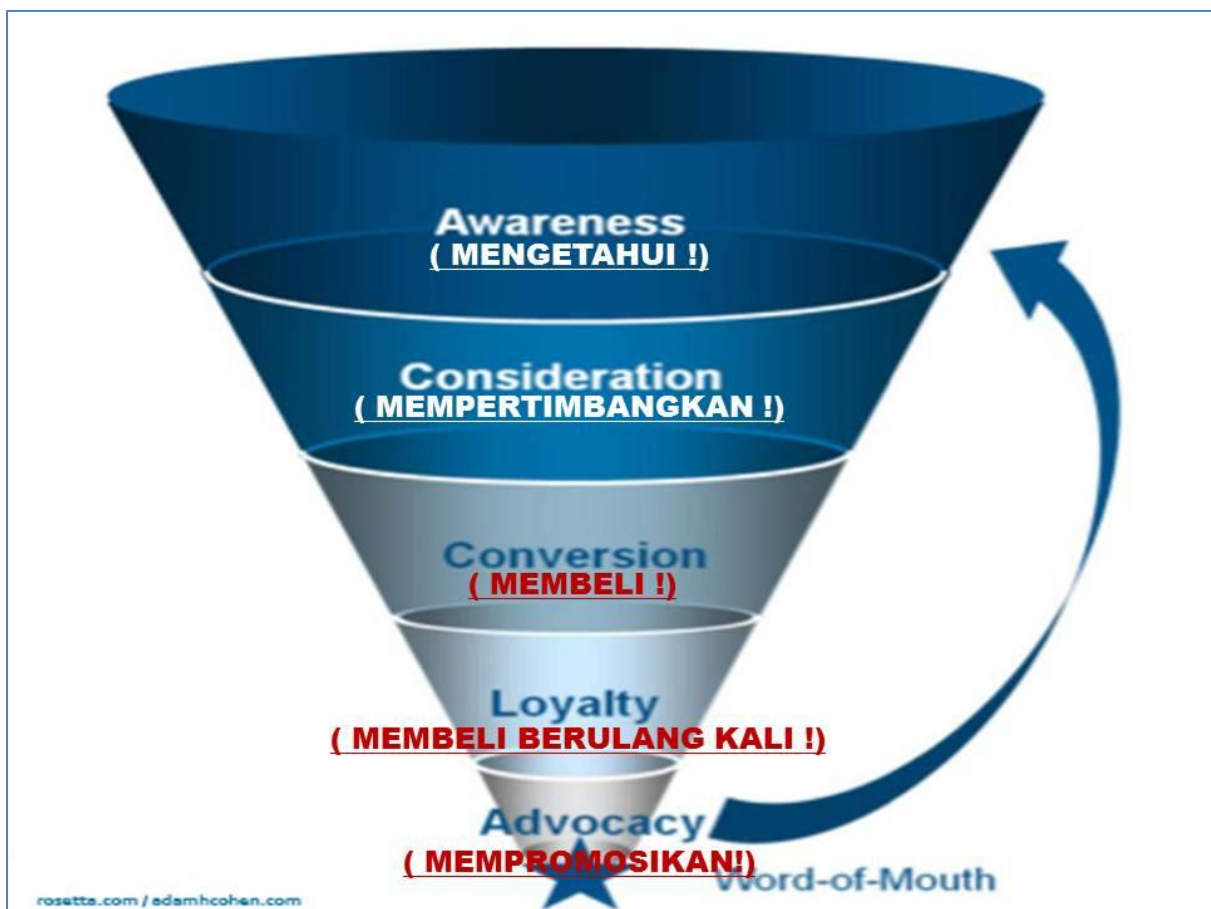 Awareness
( MENGETAHUI !)
Consideration
( MEMPERTIMBANGKAN !)
Conversion
( MEMBELI !)
Loyalty
( MEMBELI BERULANG KALI !)
Advocacy
( MEMPROMOSIKAN!)
Word-of-Mouth
rosetta.com / adamhcohen.com